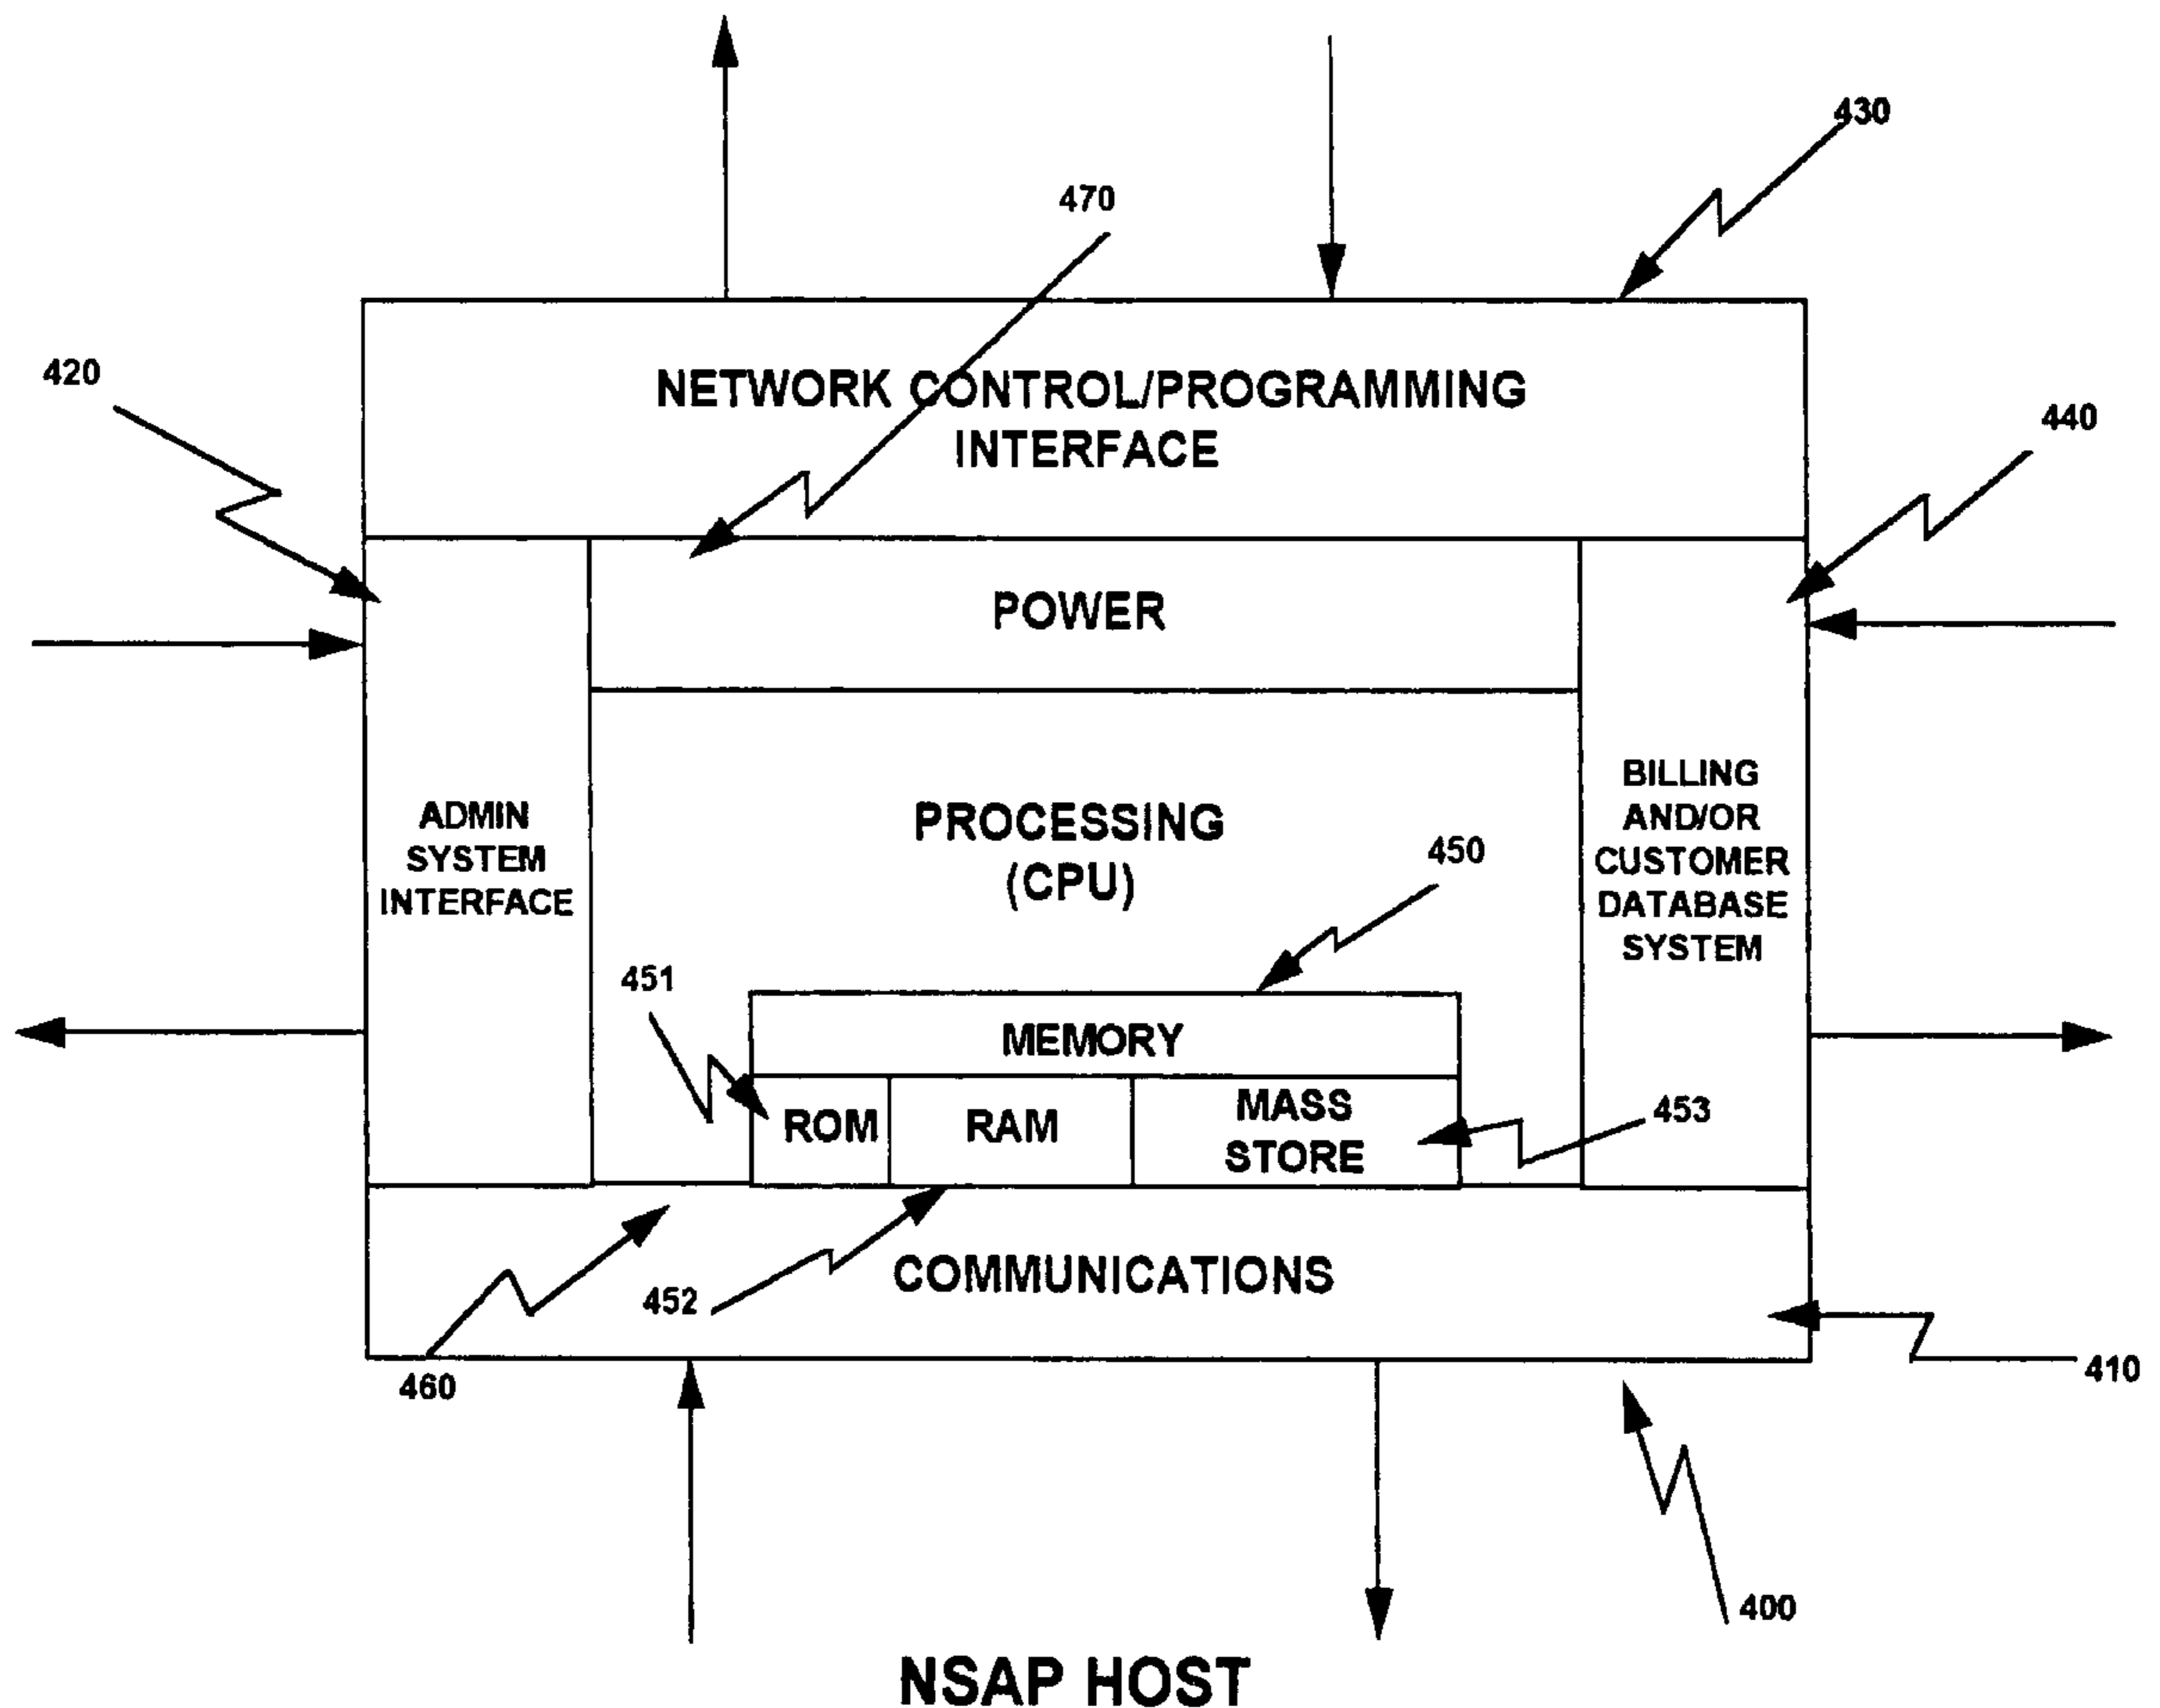 430
470
420
NETWORK CONTROL/PROGRAMMING
INTERFACE
440
POWER
ADMIN
SYSTEM
INTERFACE
PROCESSING
(CPU)
BILLING
AND/OR
CUSTOMER
DATABASE
SYSTEM
450
451
MEMORY
ROM
RAM
MASS
STORE
453
COMMUNICATIONS
452
460
410
400
NSAP HOST